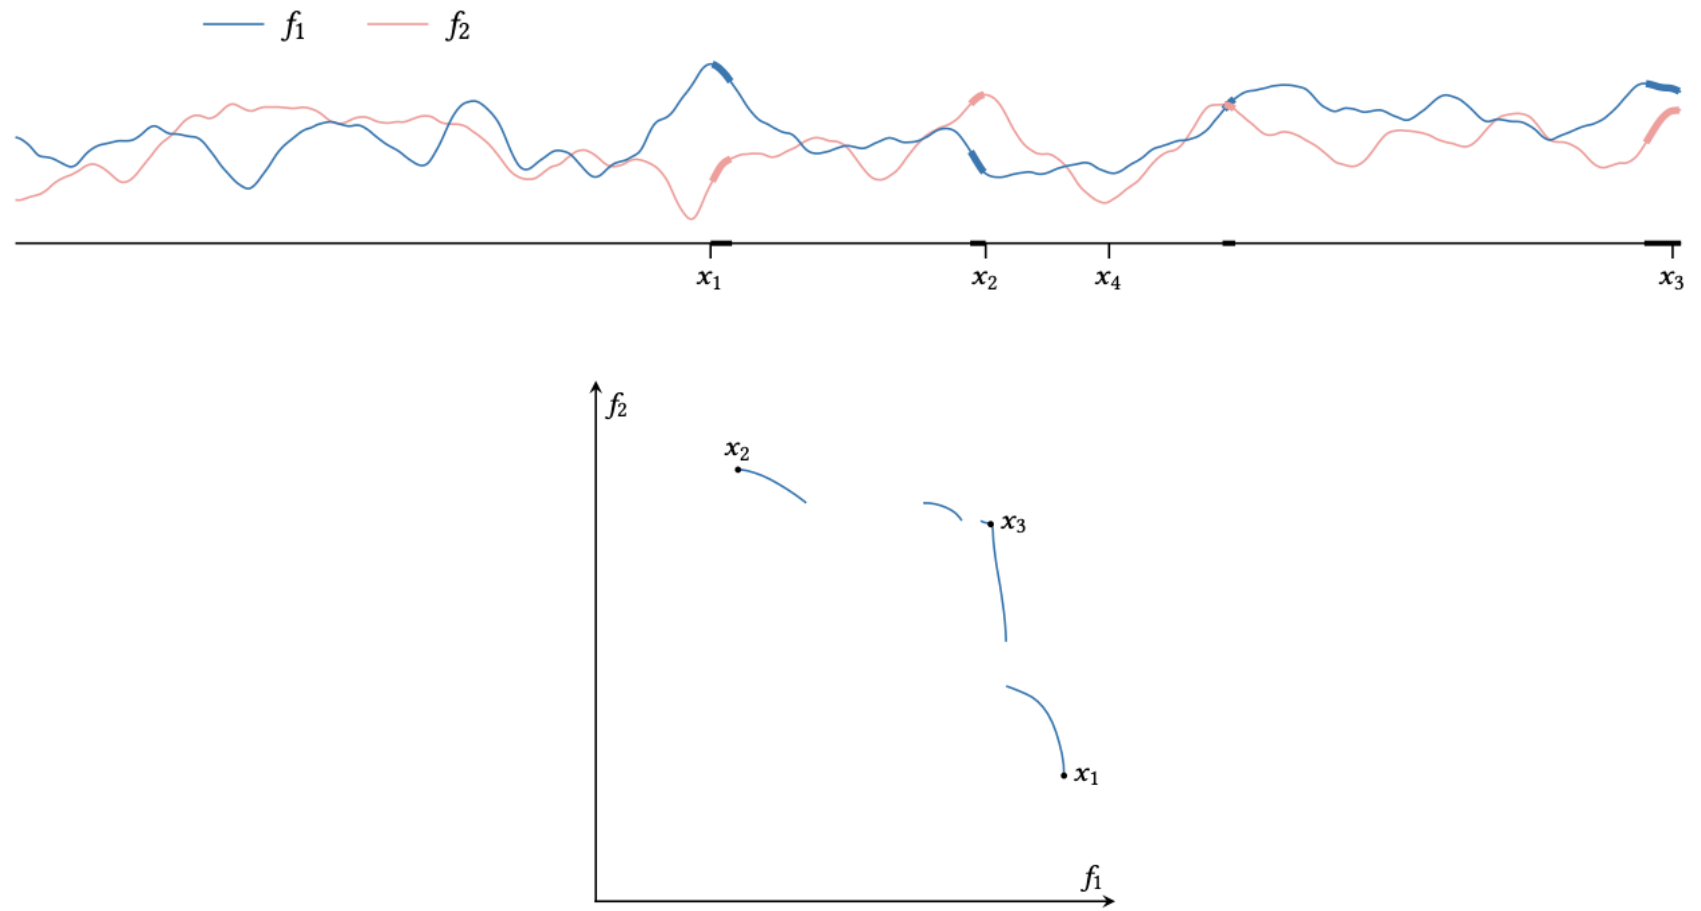 f₁ f₂
x₁ x₂ x₄ x₃
f₂
x₂
x₃
x₁
f₁